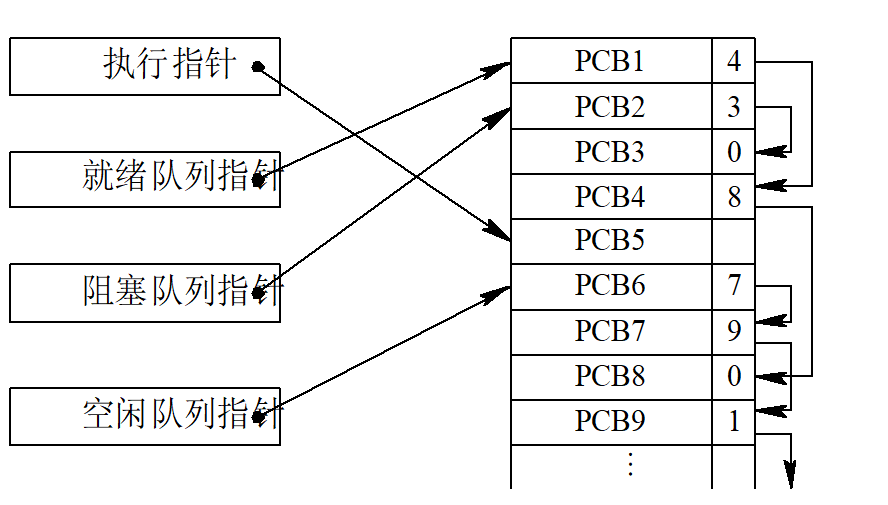 执行指针
就绪队列指针
阻塞队列指针
空闲队列指针
PCB1 4
PCB2 3
PCB3 0
PCB4 8
PCB5
PCB6 7
PCB7 9
PCB8 0
PCB9 1
⋮